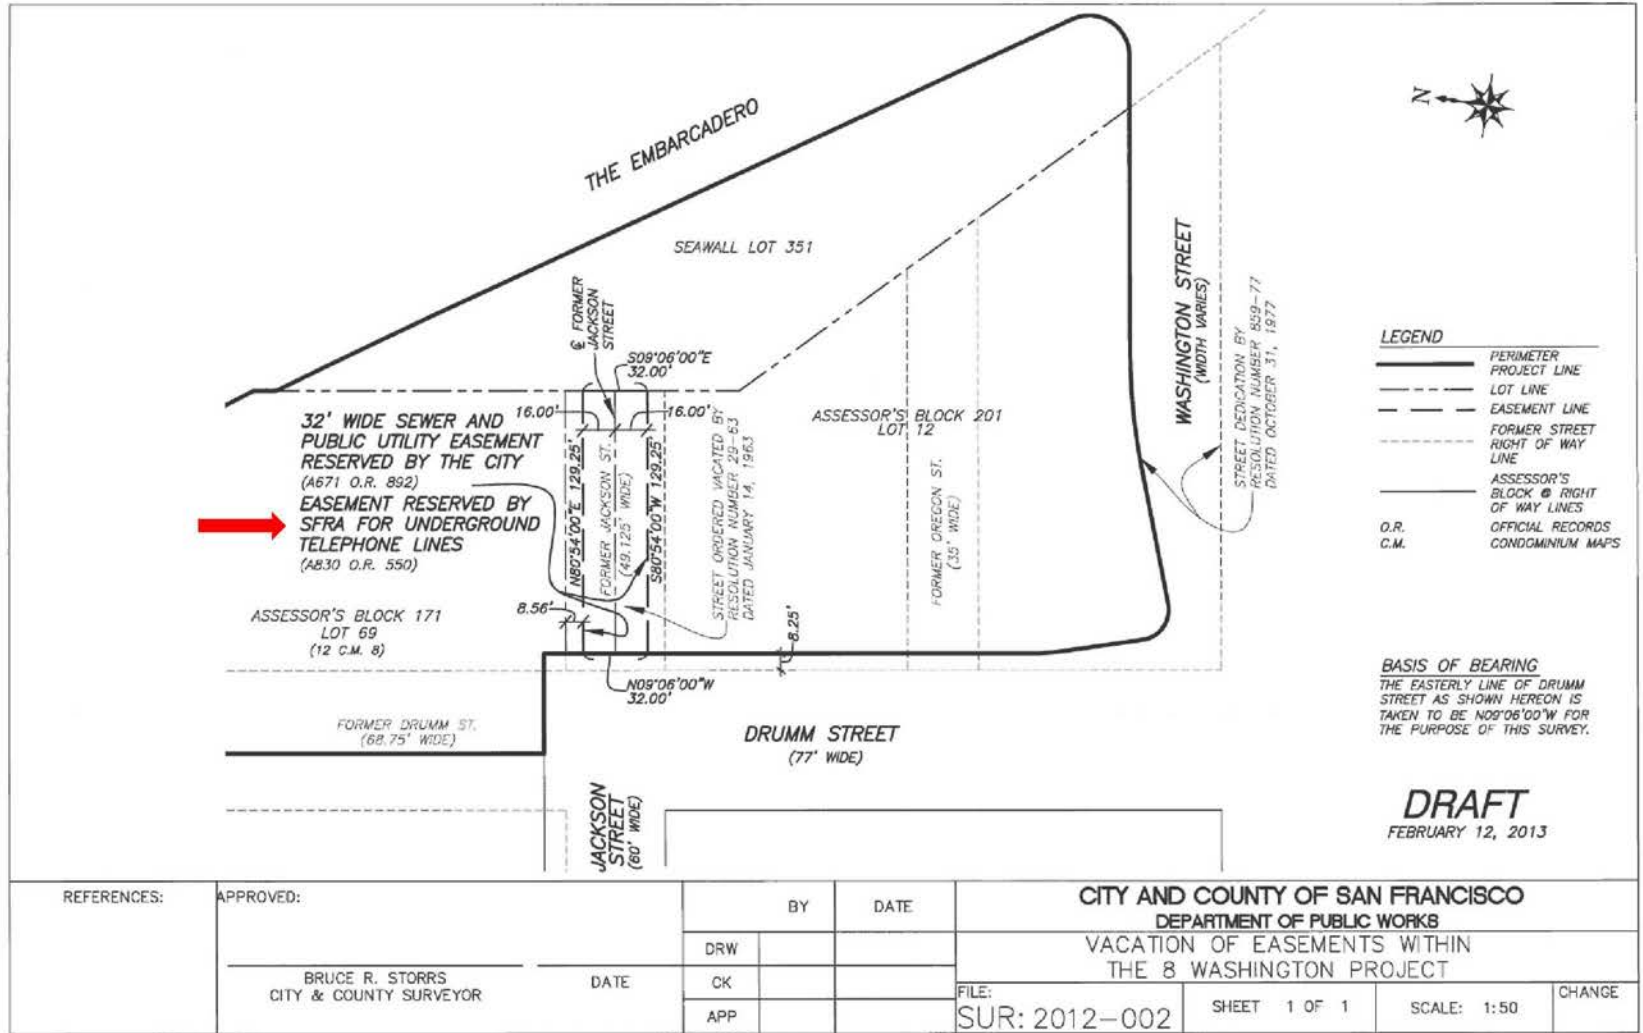 THE EMBARCADERO
N
SEAWALL LOT 351
℄ FORMER
JACKSON
STREET
S09°06'00"E
32.00'
16.00'
16.00'
32' WIDE SEWER AND
PUBLIC UTILITY EASEMENT
RESERVED BY THE CITY
(A671 O.R. 892)
EASEMENT RESERVED BY
SFRA FOR UNDERGROUND
TELEPHONE LINES
(A830 O.R. 550)
N80°54'00"E 129.25'
FORMER JACKSON ST.
(49.125' WIDE)
S80°54'00"W 129.25'
STREET ORDERED VACATED BY
RESOLUTION NUMBER 29-63
DATED JANUARY 14, 1963
ASSESSOR'S BLOCK 201
LOT 12
FORMER OREGON ST.
(35' WIDE)
WASHINGTON STREET
(WIDTH VARIES)
STREET DEDICATION BY
RESOLUTION NUMBER 859-77
DATED OCTOBER 31, 1977
ASSESSOR'S BLOCK 171
LOT 69
(12 C.M. 8)
8.56'
8.25'
N09°06'00"W
32.00'
FORMER DRUMM ST.
(68.75' WIDE)
DRUMM STREET
(77' WIDE)
JACKSON
STREET
(60' WIDE)
LEGEND
PERIMETER
PROJECT LINE
LOT LINE
EASEMENT LINE
FORMER STREET
RIGHT OF WAY
LINE
ASSESSOR'S
BLOCK @ RIGHT
OF WAY LINES
O.R. OFFICIAL RECORDS
C.M. CONDOMINIUM MAPS
BASIS OF BEARING
THE EASTERLY LINE OF DRUMM
STREET AS SHOWN HEREON IS
TAKEN TO BE N09°06'00"W FOR
THE PURPOSE OF THIS SURVEY.
DRAFT
FEBRUARY 12, 2013
REFERENCES:
APPROVED:
BRUCE R. STORRS
CITY & COUNTY SURVEYOR
DATE
BY DATE
DRW
CK
APP
CITY AND COUNTY OF SAN FRANCISCO
DEPARTMENT OF PUBLIC WORKS
VACATION OF EASEMENTS WITHIN
THE 8 WASHINGTON PROJECT
FILE:
SUR: 2012-002
SHEET 1 OF 1
SCALE: 1:50
CHANGE